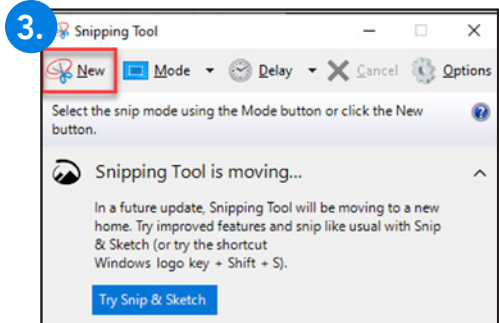 3.
Snipping Tool
New Mode Delay Cancel Options
Select the snip mode using the Mode button or click the New
button.
Snipping Tool is moving...
In a future update, Snipping Tool will be moving to a new
home. Try improved features and snip like usual with Snip
& Sketch (or try the shortcut
Windows logo key + Shift + S).
Try Snip & Sketch